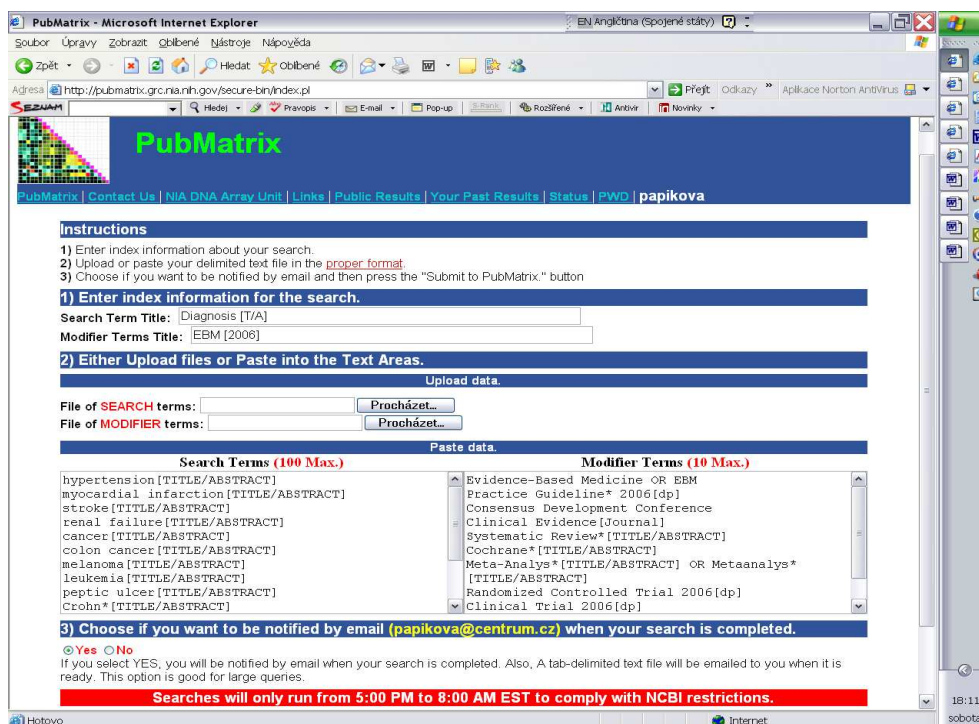 PubMatrix - Microsoft Internet Explorer
EN Angličtina (Spojené státy)
Soubor Úpravy Zobrazit Oblíbené Nástroje Nápověda
Zpět Hledat Oblíbené
Adresa http://pubmatrix.grc.nia.nih.gov/secure-bin/index.pl Přejít Odkazy » Aplikace Norton AntiVirus
SEZNAM Hledej Pravopis E-mail Pop-up S-Rank Rozšířené Antivir Novinky
PubMatrix
PubMatrix | Contact Us | NIA DNA Array Unit | Links | Public Results | Your Past Results | Status | PWD | papikova
Instructions
1) Enter index information about your search.
2) Upload or paste your delimited text file in the proper format.
3) Choose if you want to be notified by email and then press the "Submit to PubMatrix." button
1) Enter index information for the search.
Search Term Title: Diagnosis [T/A]
Modifier Terms Title: EBM [2006]
2) Either Upload files or Paste into the Text Areas.
Upload data.
File of SEARCH terms: Procházet...
File of MODIFIER terms: Procházet...
Paste data.
Search Terms (100 Max.)
hypertension[TITLE/ABSTRACT]
myocardial infarction[TITLE/ABSTRACT]
stroke[TITLE/ABSTRACT]
renal failure[TITLE/ABSTRACT]
cancer[TITLE/ABSTRACT]
colon cancer[TITLE/ABSTRACT]
melanoma[TITLE/ABSTRACT]
leukemia[TITLE/ABSTRACT]
peptic ulcer[TITLE/ABSTRACT]
Crohn*[TITLE/ABSTRACT]
Modifier Terms (10 Max.)
Evidence-Based Medicine OR EBM
Practice Guideline* 2006[dp]
Consensus Development Conference
Clinical Evidence[Journal]
Systematic Review*[TITLE/ABSTRACT]
Cochrane*[TITLE/ABSTRACT]
Meta-Analys*[TITLE/ABSTRACT] OR Metaanalys*
[TITLE/ABSTRACT]
Randomized Controlled Trial 2006[dp]
Clinical Trial 2006[dp]
3) Choose if you want to be notified by email (papikova@centrum.cz) when your search is completed.
Yes No
If you select YES, you will be notified by email when your search is completed. Also, A tab-delimited text file will be emailed to you when it is
ready. This option is good for large queries.
Searches will only run from 5:00 PM to 8:00 AM EST to comply with NCBI restrictions.
Hotovo Internet
18:11
sobota